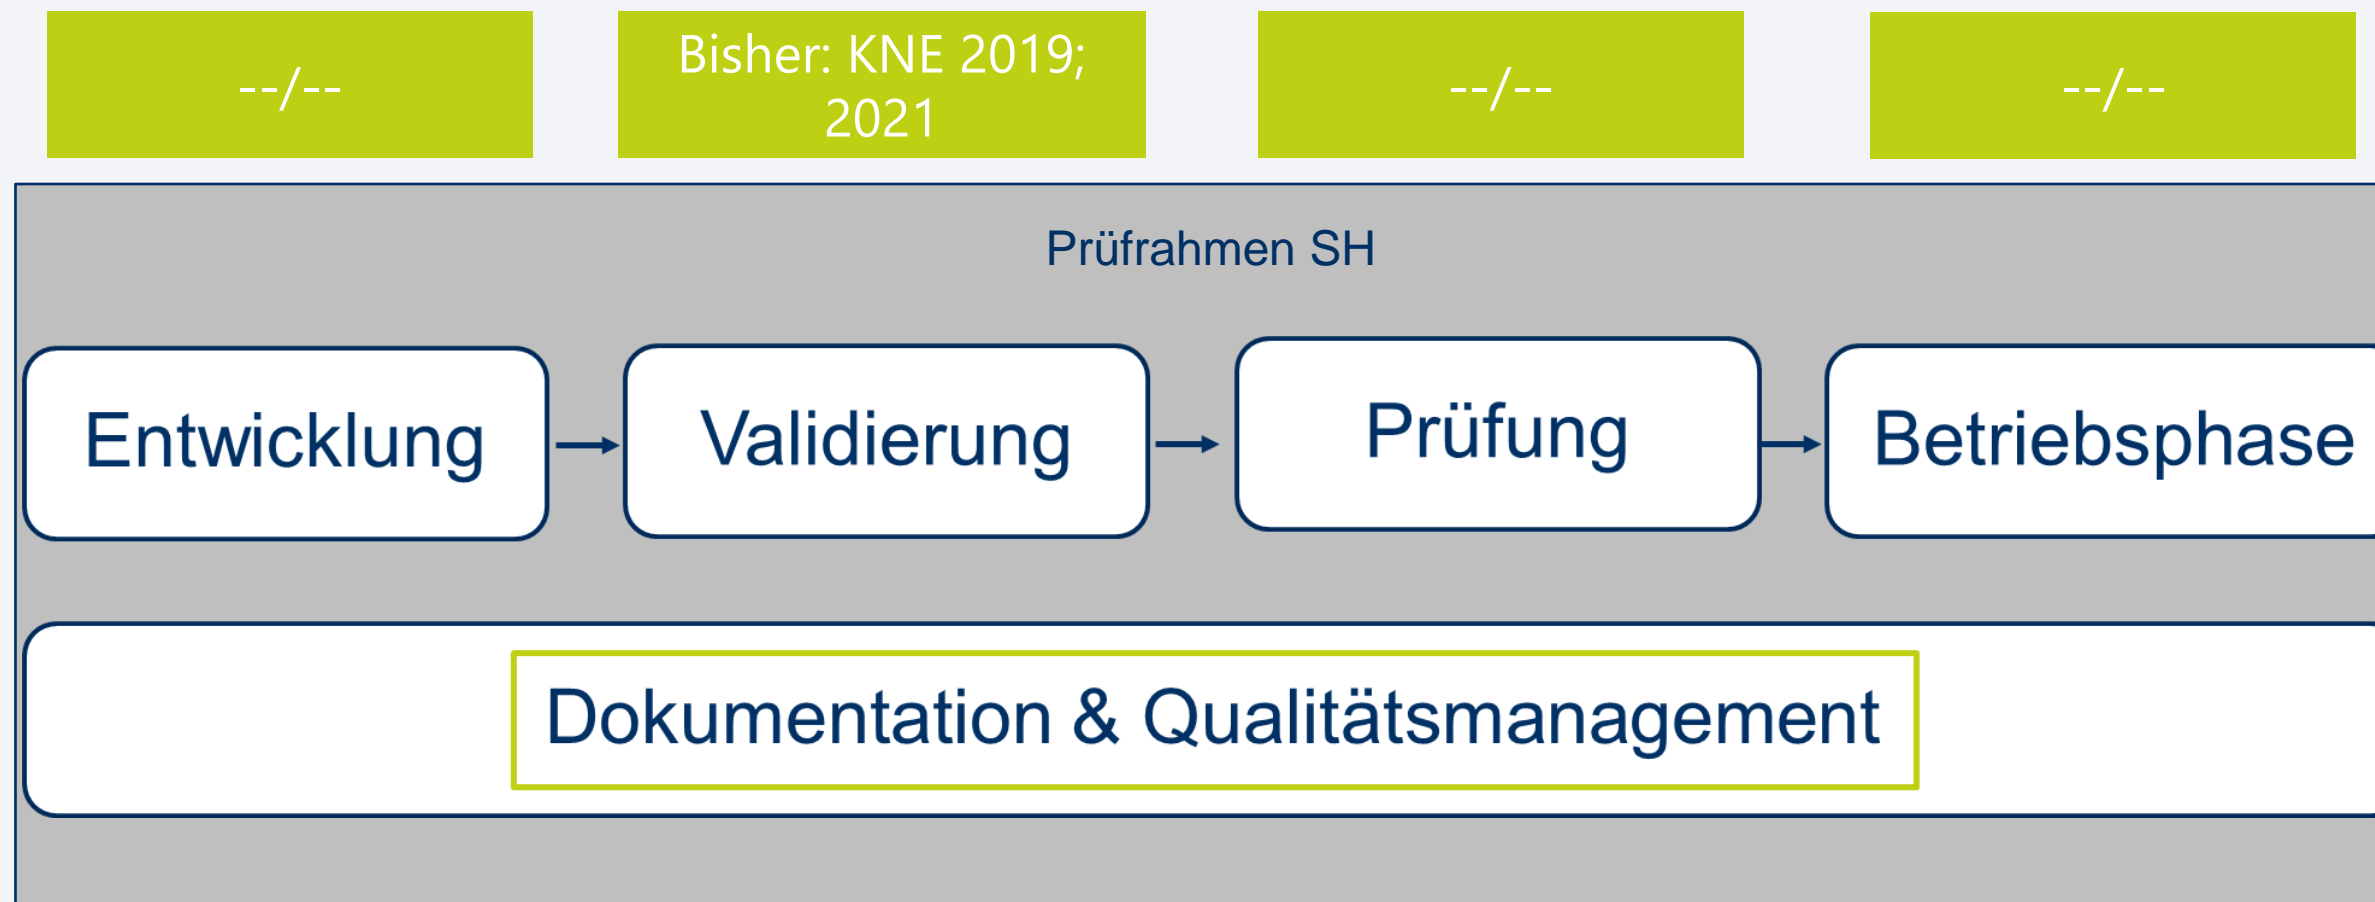 --/--
Bisher: KNE 2019;
2021
--/--
--/--
Prüfrahmen SH
Entwicklung
Validierung
Prüfung
Betriebsphase
Dokumentation & Qualitätsmanagement